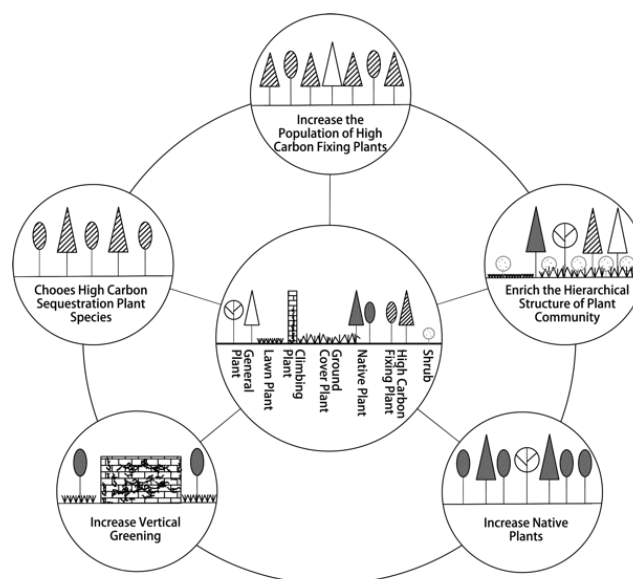 Increase the
Population of High
Carbon Fixing Plants
Chooes High Carbon
Sequestration Plant
Species
Enrich the Hierarchical
Structure of Plant
Community
General
Plant
Lawn Plant
Climbing
Plant
Ground
Cover Plant
Native Plant
High Carbon
Fixing Plant
Shrub
Increase Vertical
Greening
Increase Native
Plants